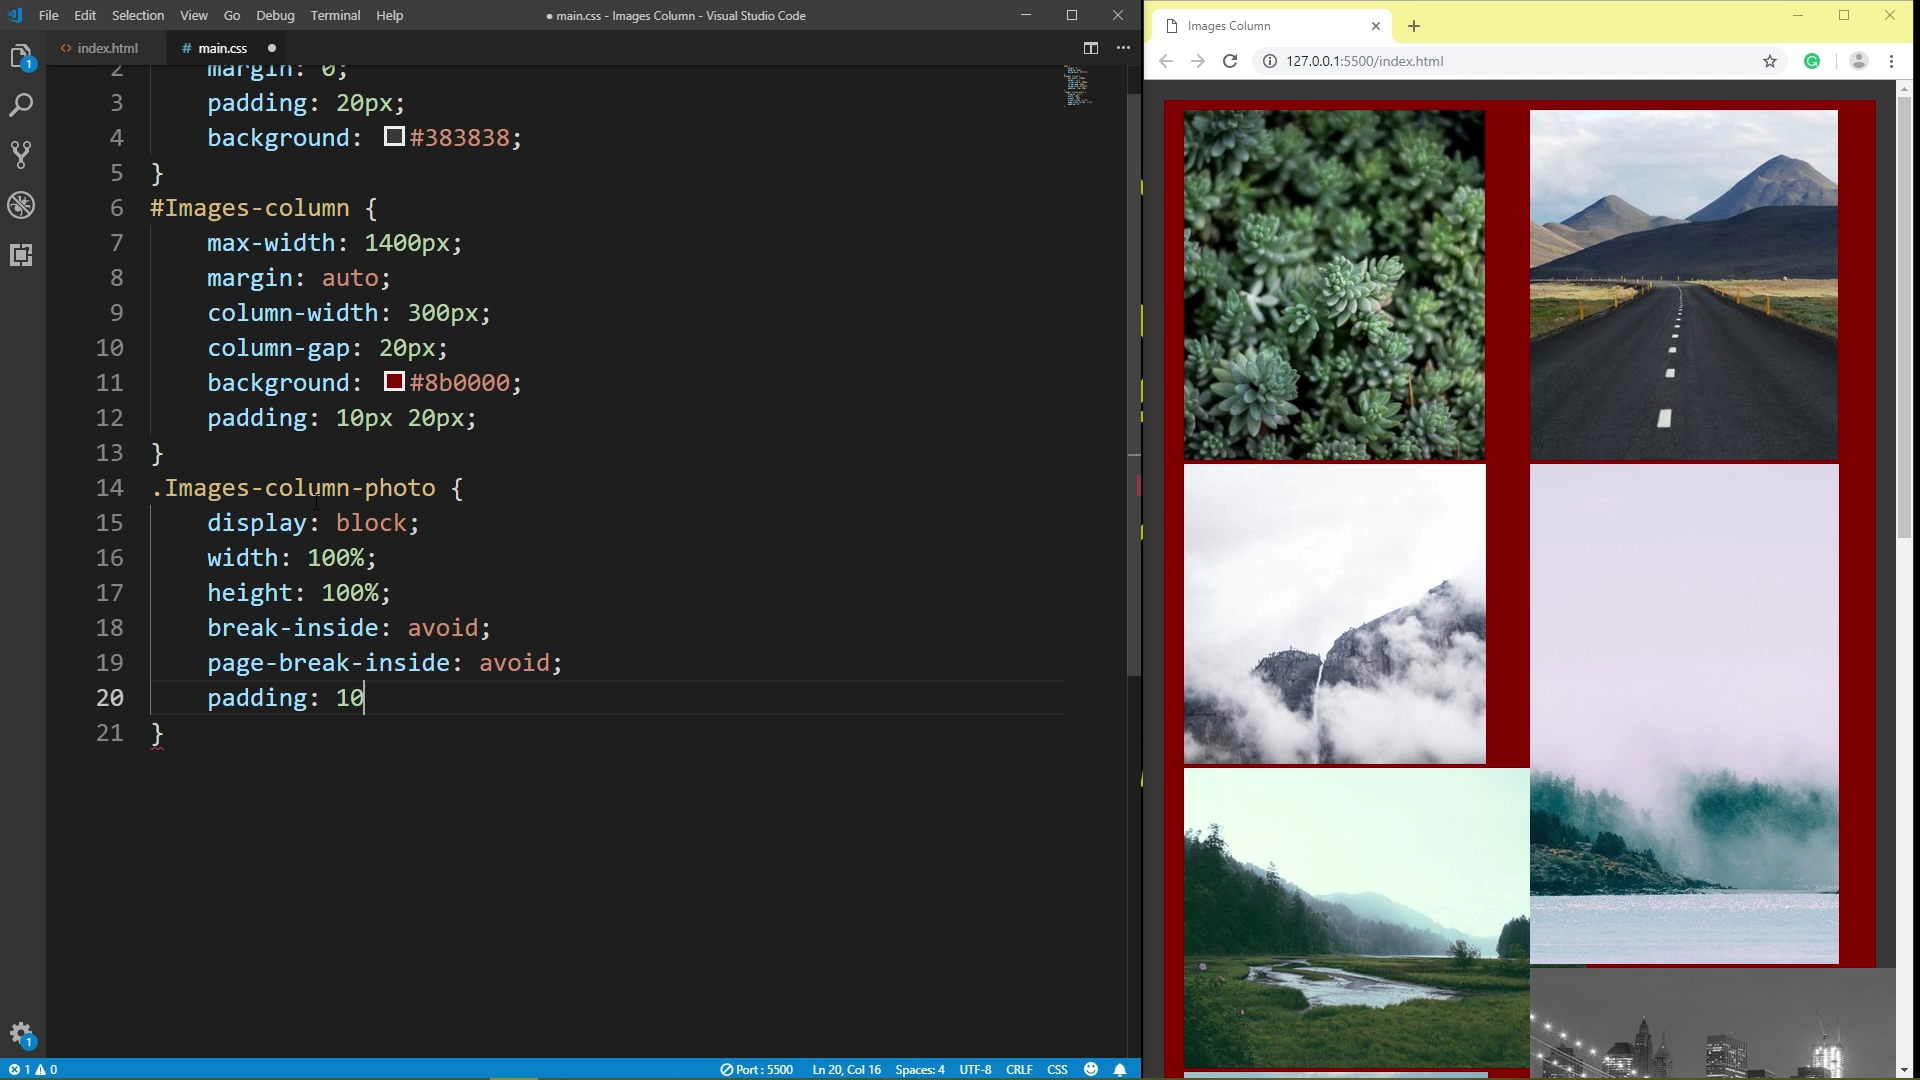 File Edit Selection View Go Debug Terminal Help
● main.css - Images Column - Visual Studio Code
<> index.html
# main.css ●
2 margin: 0;
3 padding: 20px;
4 background: #383838;
5 }
6 #Images-column {
7 max-width: 1400px;
8 margin: auto;
9 column-width: 300px;
10 column-gap: 20px;
11 background: #8b0000;
12 padding: 10px 20px;
13 }
14 .Images-column-photo {
15 display: block;
16 width: 100%;
17 height: 100%;
18 break-inside: avoid;
19 page-break-inside: avoid;
20 padding: 10
21 }
1
1
1 0
Port : 5500 Ln 20, Col 16 Spaces: 4 UTF-8 CRLF CSS
Images Column
127.0.0.1:5500/index.html